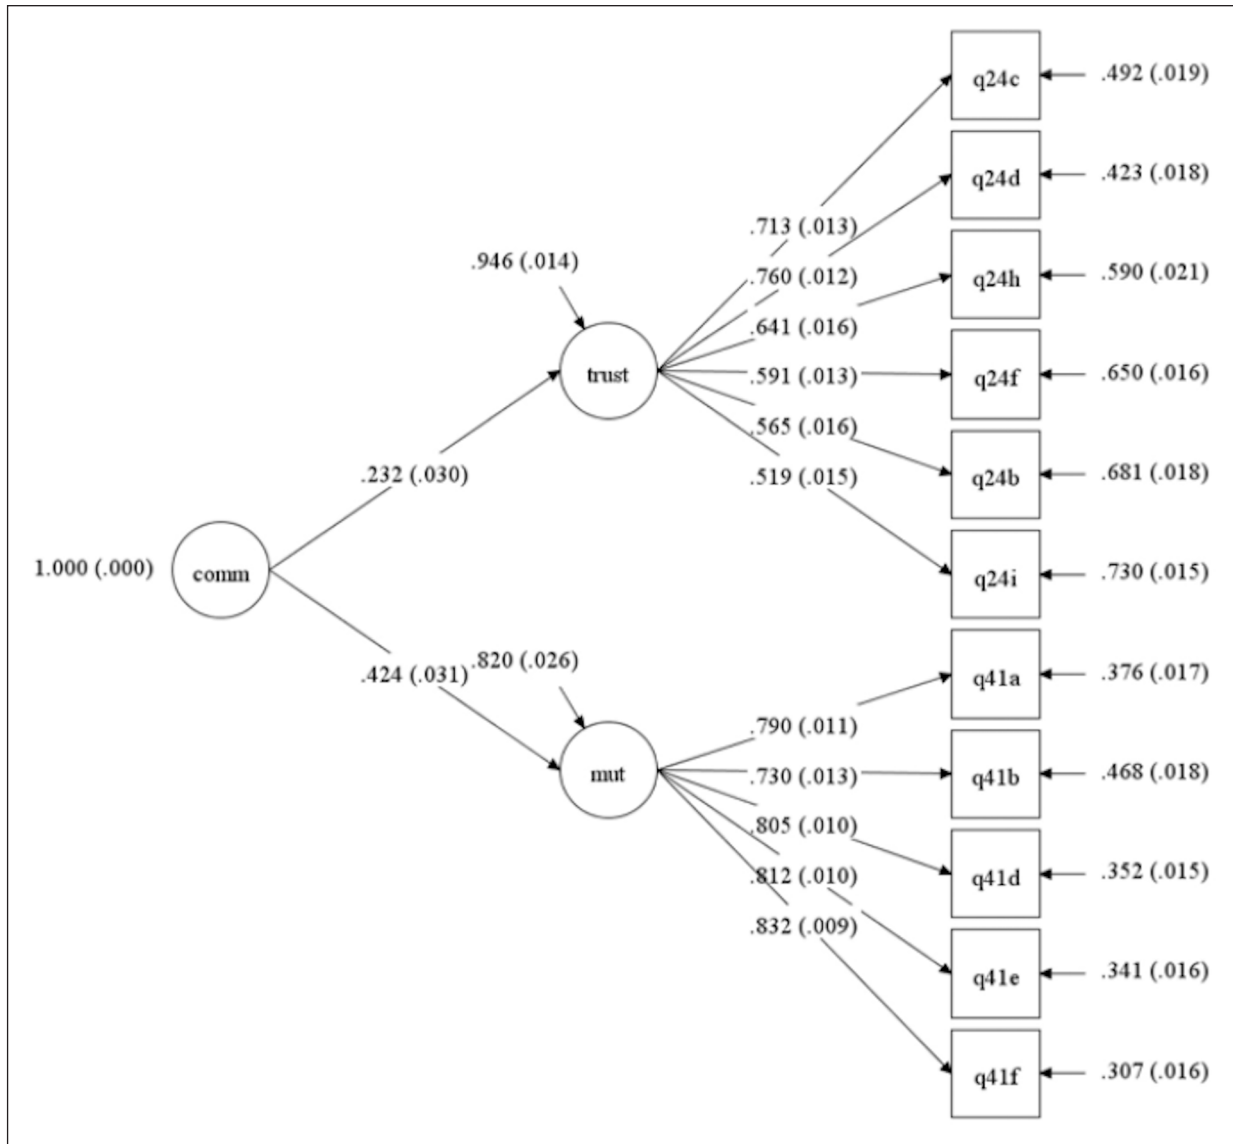 q24c
.492 (.019)
q24d
.423 (.018)
.713 (.013)
.946 (.014)
.760 (.012)
q24h
.590 (.021)
.641 (.016)
trust
.591 (.013)
q24f
.650 (.016)
.565 (.016)
.232 (.030)
.519 (.015)
q24b
.681 (.018)
1.000 (.000)
comm
q24i
.730 (.015)
.424 (.031)
.820 (.026)
q41a
.376 (.017)
.790 (.011)
mut
.730 (.013)
q41b
.468 (.018)
.805 (.010)
.812 (.010)
q41d
.352 (.015)
.832 (.009)
q41e
.341 (.016)
q41f
.307 (.016)